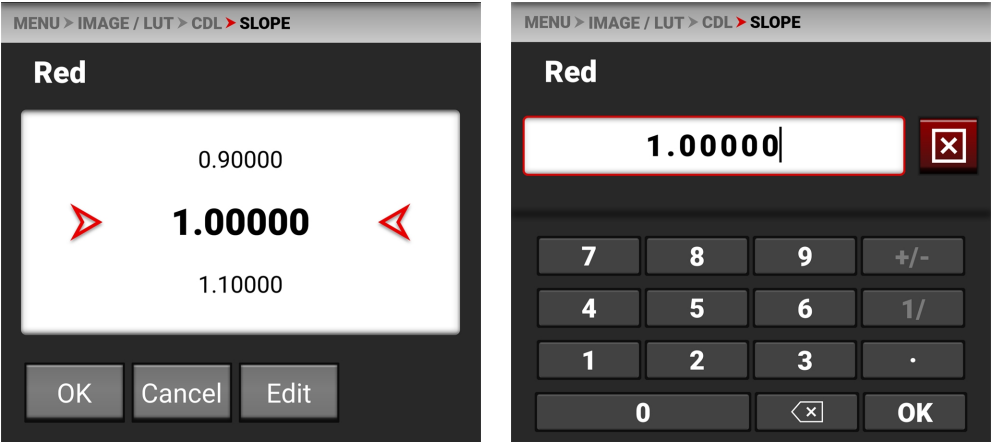 MENU > IMAGE / LUT > CDL > SLOPE
Red
0.90000
1.00000
1.10000
OK Cancel Edit
MENU > IMAGE / LUT > CDL > SLOPE
Red
1.00000
7 8 9 +/-
4 5 6 1/
1 2 3 .
0 OK